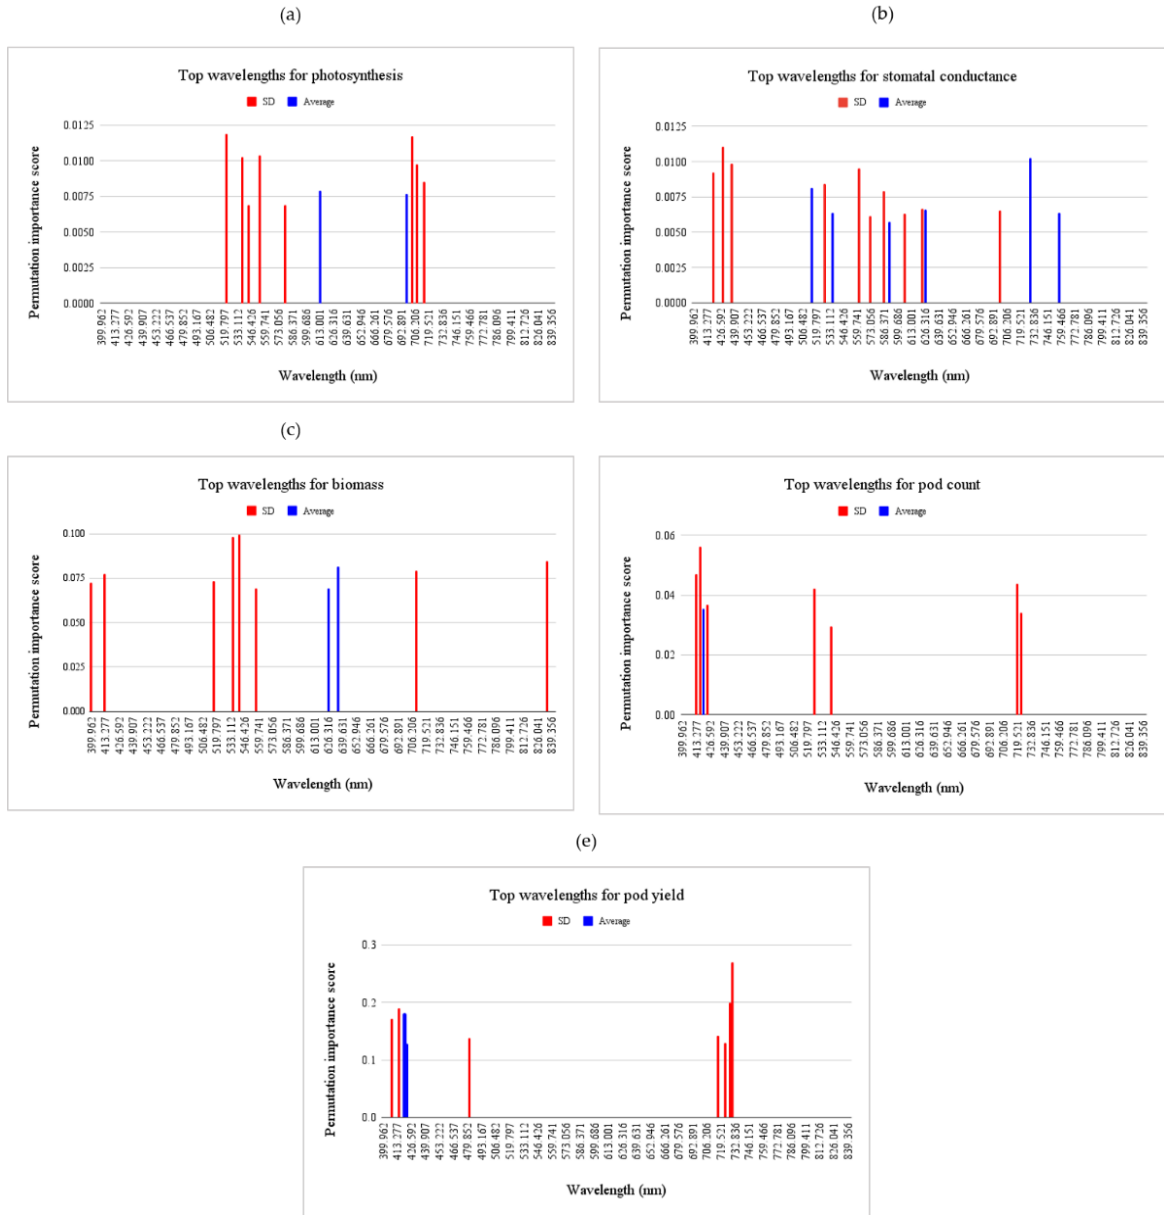 (a)
Top wavelengths for photosynthesis
SD Average
Permutation importance score
0.0125
0.0100
0.0075
0.0050
0.0025
0.0000
399.962 413.277 426.592 439.907 453.222 466.537 479.852 493.167 506.482 519.797 533.112 546.426 559.741 573.056 586.371 599.686 613.001 626.316 639.631 652.946 666.261 679.576 692.891 706.206 719.521 732.836 746.151 759.466 772.781 786.096 799.411 812.726 826.041 839.356
Wavelength (nm)
(b)
Top wavelengths for stomatal conductance
SD Average
Permutation importance score
0.0125
0.0100
0.0075
0.0050
0.0025
0.0000
399.962 413.277 426.592 439.907 453.222 466.537 479.852 493.167 506.482 519.797 533.112 546.426 559.741 573.056 586.371 599.686 613.001 626.316 639.631 652.946 666.261 679.576 692.891 706.206 719.521 732.836 746.151 759.466 772.781 786.096 799.411 812.726 826.041 839.356
Wavelength (nm)
(c)
Top wavelengths for biomass
SD Average
Permutation importance score
0.100
0.075
0.050
0.025
0.000
399.962 413.277 426.592 439.907 453.222 466.537 479.852 493.167 506.482 519.797 533.112 546.426 559.741 573.056 586.371 599.686 613.001 626.316 639.631 652.946 666.261 679.576 692.891 706.206 719.521 732.836 746.151 759.466 772.781 786.096 799.411 812.726 826.041 839.356
Wavelength (nm)
Top wavelengths for pod count
SD Average
Permutation importance score
0.06
0.04
0.02
0.00
399.962 413.277 426.592 439.907 453.222 466.537 479.852 493.167 506.482 519.797 533.112 546.426 559.741 573.056 586.371 599.686 613.001 626.316 639.631 652.946 666.261 679.576 692.891 706.206 719.521 732.836 746.151 759.466 772.781 786.096 799.411 812.726 826.041 839.356
Wavelength (nm)
(e)
Top wavelengths for pod yield
SD Average
Permutation importance score
0.3
0.2
0.1
0.0
399.962 413.277 426.592 439.907 453.222 466.537 479.852 493.167 506.482 519.797 533.112 546.426 559.741 573.056 586.371 599.686 613.001 626.316 639.631 652.946 666.261 679.576 692.891 706.206 719.521 732.836 746.151 759.466 772.781 786.096 799.411 812.726 826.041 839.356
Wavelength (nm)